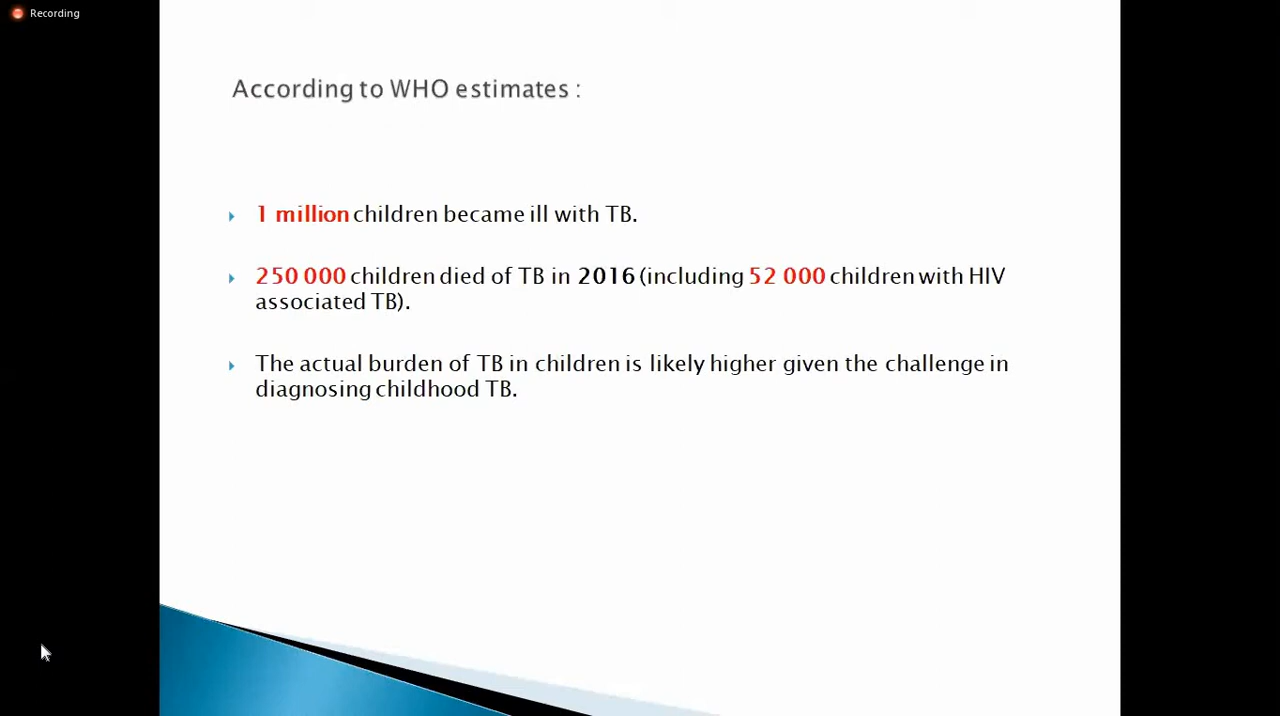 Recording
According to WHO estimates :
1 million children became ill with TB.
250 000 children died of TB in 2016 (including 52 000 children with HIV
associated TB).
The actual burden of TB in children is likely higher given the challenge in
diagnosing childhood TB.